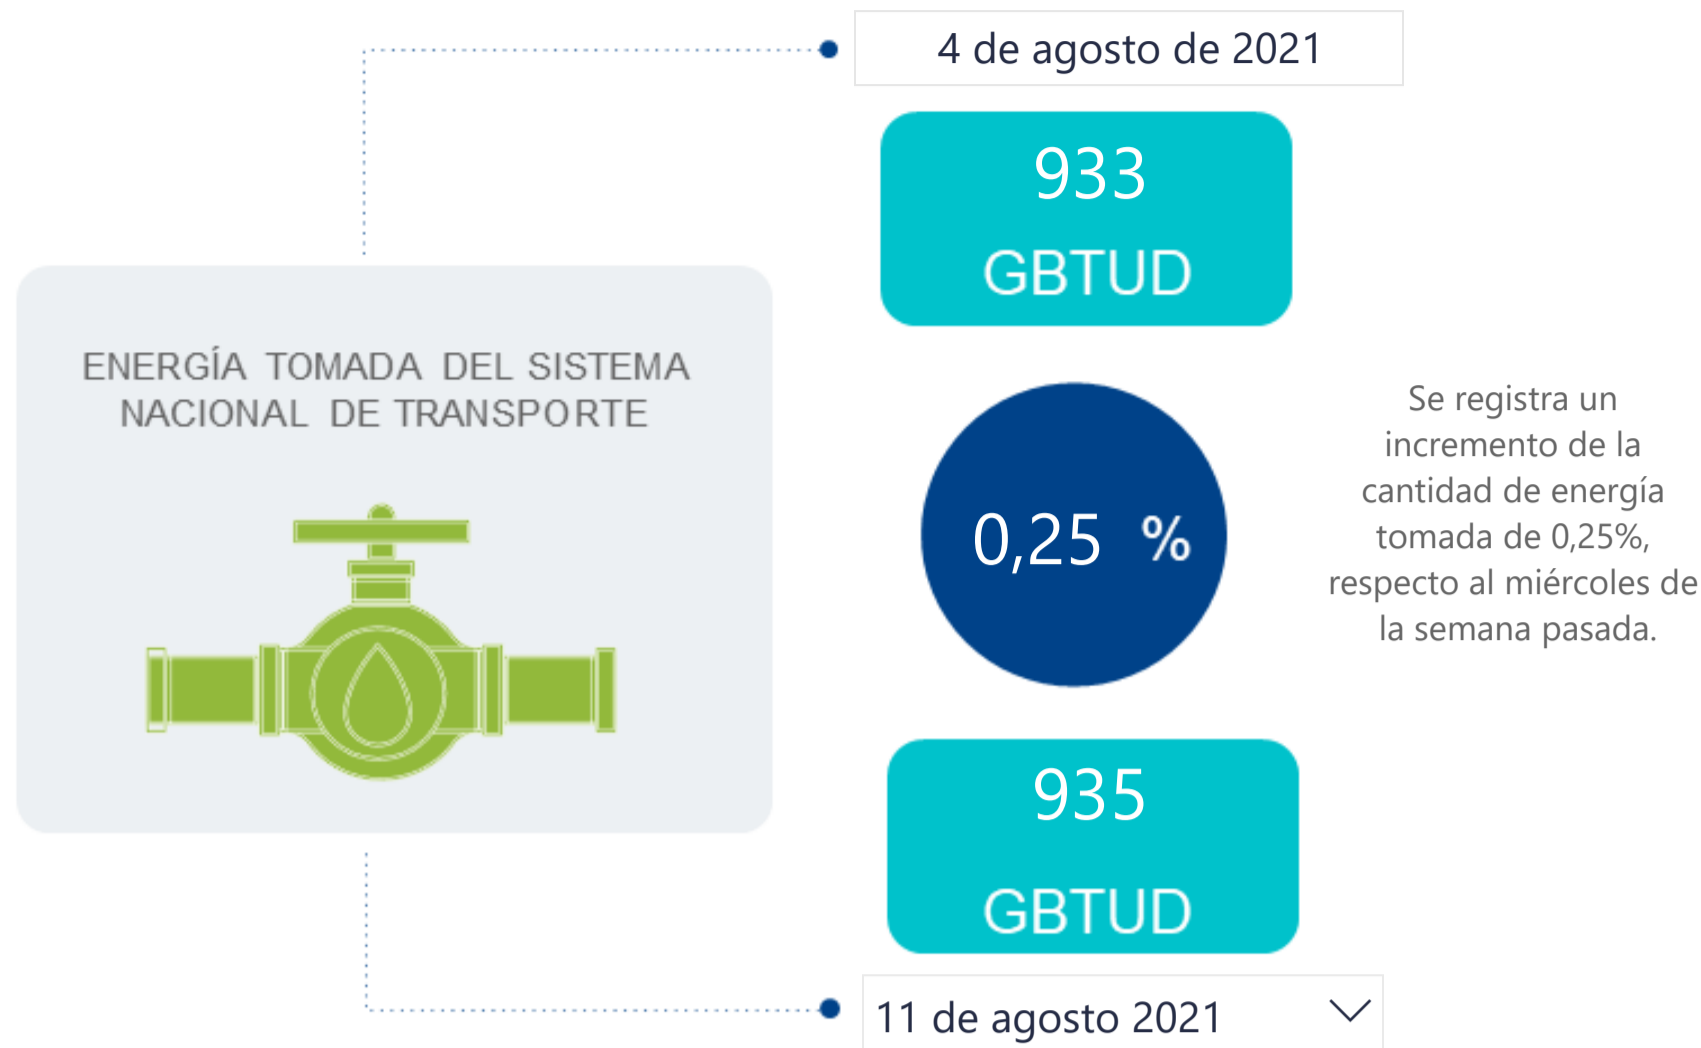 4 de agosto de 2021
933
GBTUD
ENERGÍA TOMADA DEL SISTEMA
NACIONAL DE TRANSPORTE
0,25 %
Se registra un
incremento de la
cantidad de energía
tomada de 0,25%,
respecto al miércoles de
la semana pasada.
935
GBTUD
11 de agosto 2021